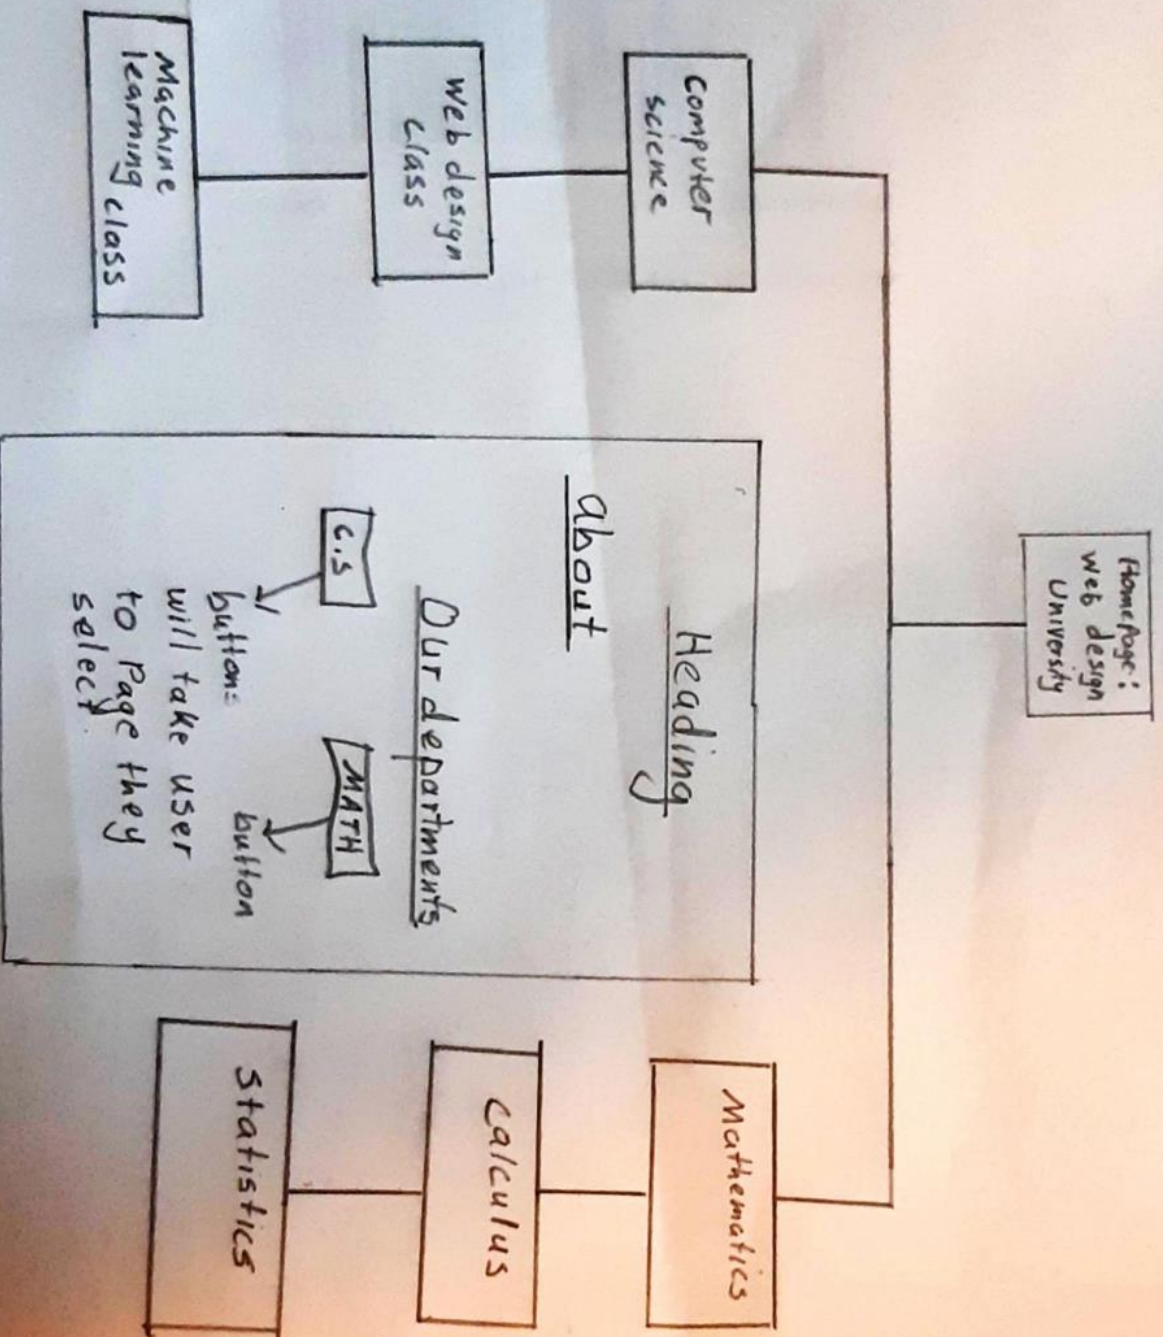 Homepage:
web design
University
Computer
science
Web design
class
Machine
learning class
Heading
about
Our departments
C.S
MATH
button:
button
will take user
to Page they
select.
Mathematics
Calculus
Statistics